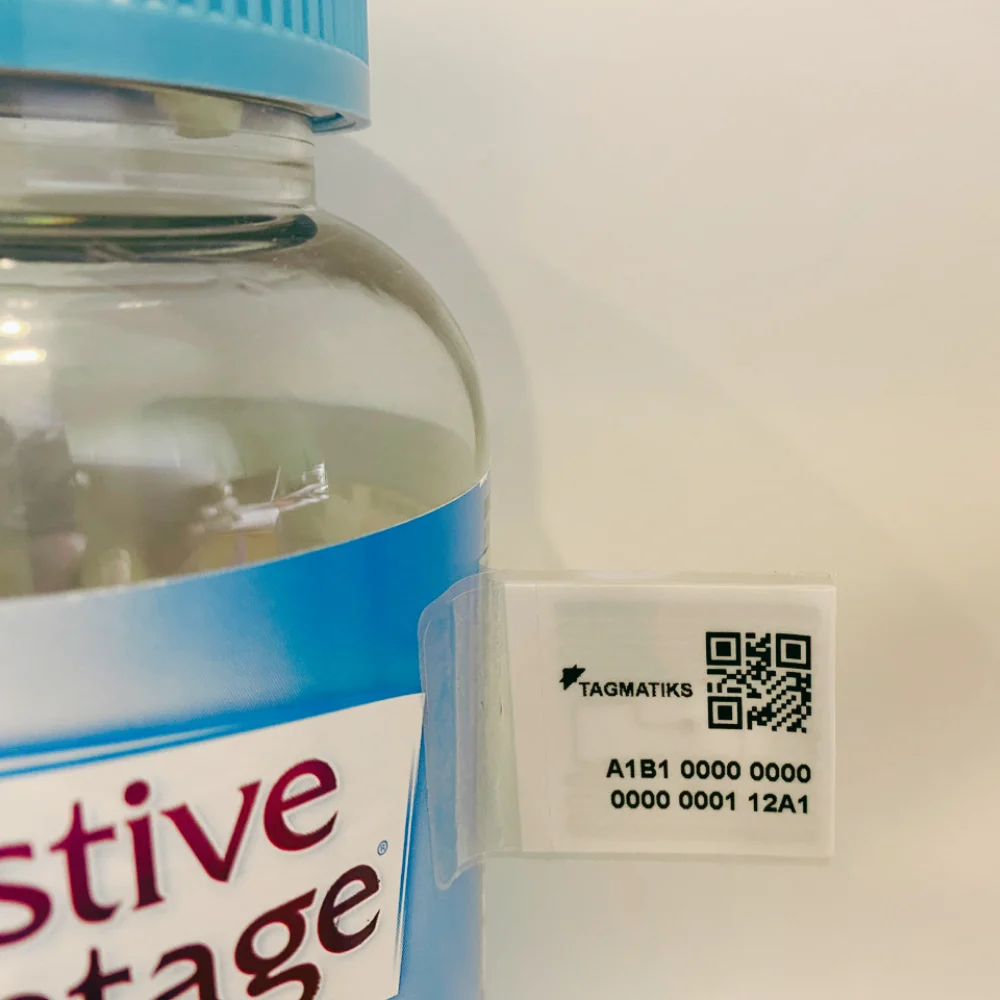 stive
tage®
TAGMATIKS
A1B1 0000 0000
0000 0001 12A1